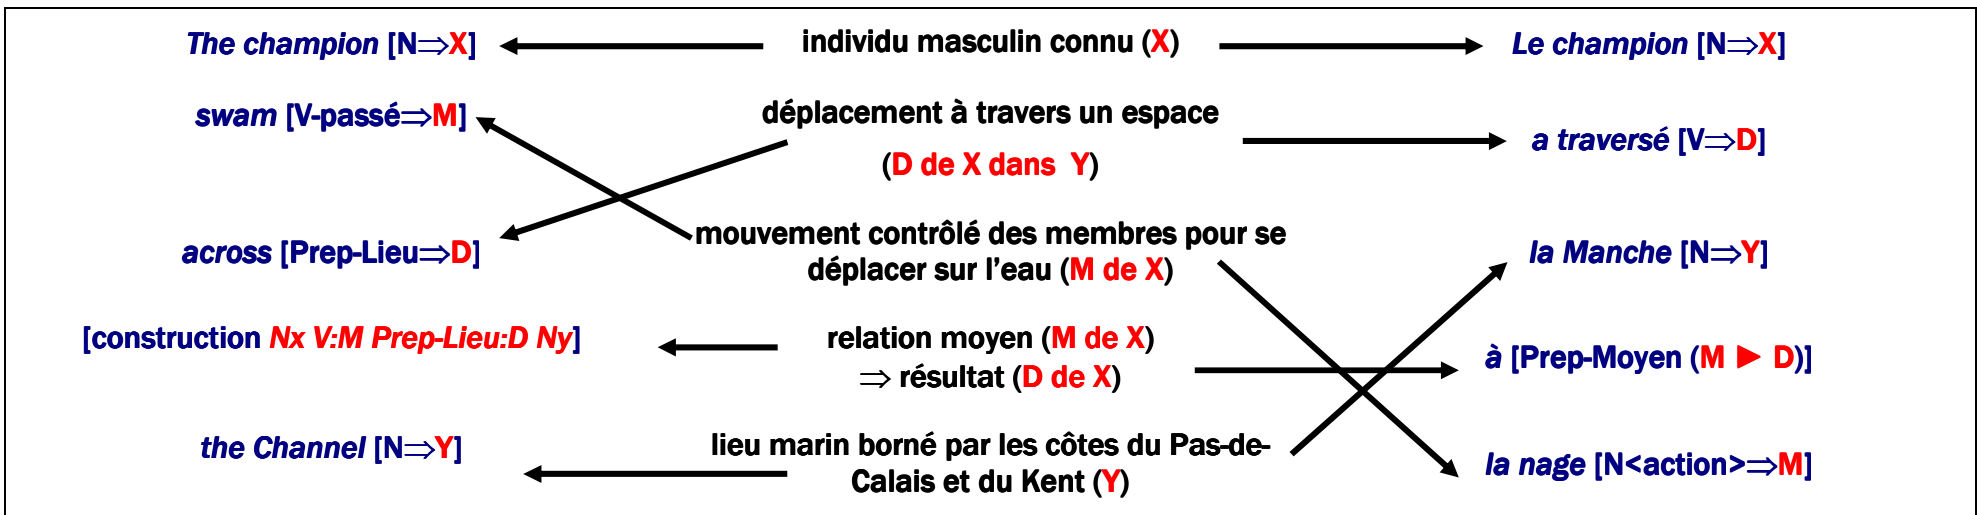 The champion [N⇒X]
individu masculin connu (X)
Le champion [N⇒X]
swam [V-passé⇒M]
déplacement à travers un espace
(D de X dans Y)
a traversé [V⇒D]
across [Prep-Lieu⇒D]
mouvement contrôlé des membres pour se
déplacer sur l'eau (M de X)
la Manche [N⇒Y]
[construction Nx V:M Prep-Lieu:D Ny]
relation moyen (M de X)
⇒ résultat (D de X)
à [Prep-Moyen (M ► D)]
the Channel [N⇒Y]
lieu marin borné par les côtes du Pas-de-
Calais et du Kent (Y)
la nage [N<action>⇒M]